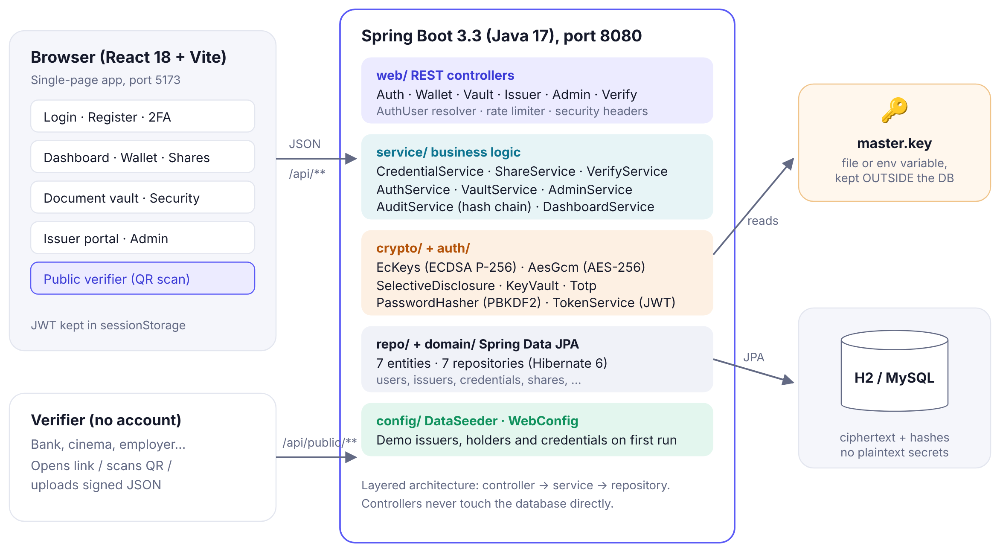 Browser (React 18 + Vite)
Single-page app, port 5173
Login · Register · 2FA
Dashboard · Wallet · Shares
Document vault · Security
Issuer portal · Admin
Public verifier (QR scan)
JWT kept in sessionStorage
Verifier (no account)
Bank, cinema, employer...
Opens link / scans QR /
uploads signed JSON
JSON
/api/**
/api/public/**
Spring Boot 3.3 (Java 17), port 8080
web/ REST controllers
Auth · Wallet · Vault · Issuer · Admin · Verify
AuthUser resolver · rate limiter · security headers
service/ business logic
CredentialService · ShareService · VerifyService
AuthService · VaultService · AdminService
AuditService (hash chain) · DashboardService
crypto/ + auth/
EcKeys (ECDSA P-256) · AesGcm (AES-256)
SelectiveDisclosure · KeyVault · Totp
PasswordHasher (PBKDF2) · TokenService (JWT)
repo/ + domain/ Spring Data JPA
7 entities · 7 repositories (Hibernate 6)
users, issuers, credentials, shares, ...
config/ DataSeeder · WebConfig
Demo issuers, holders and credentials on first run
Layered architecture: controller → service → repository.
Controllers never touch the database directly.
reads
JPA
master.key
file or env variable,
kept OUTSIDE the DB
H2 / MySQL
ciphertext + hashes
no plaintext secrets